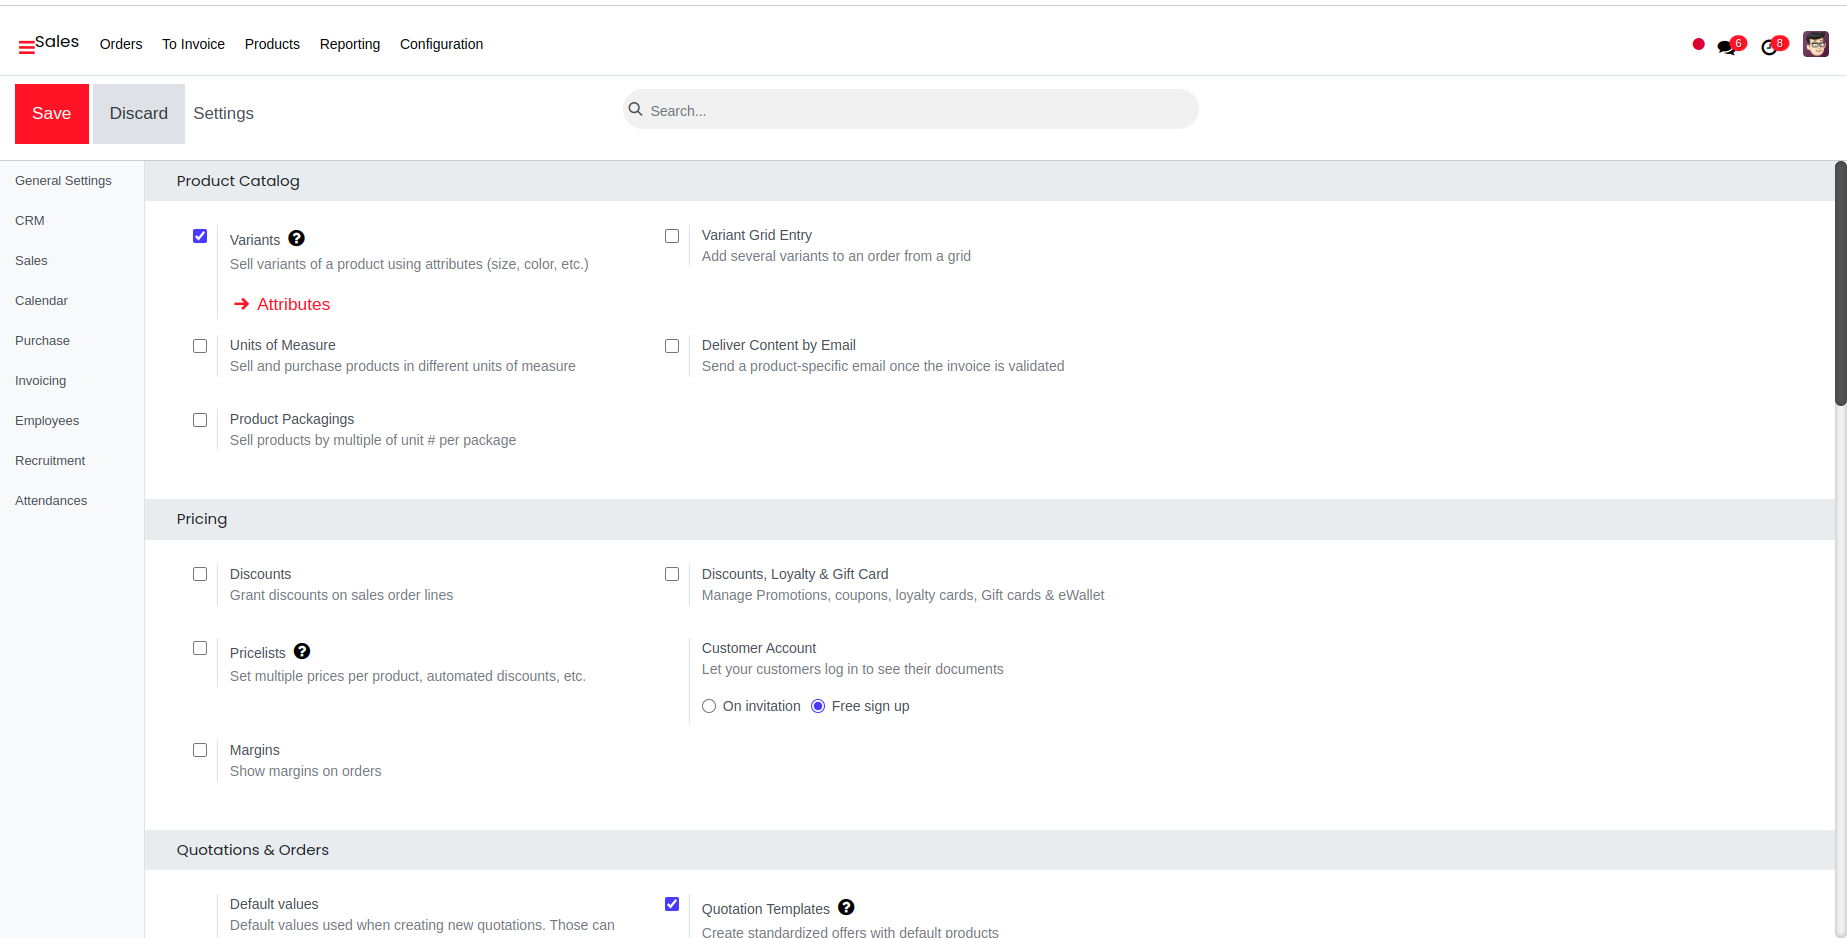 Sales Orders To Invoice Products Reporting Configuration 6 8
Save Discard Settings Search...
General Settings
CRM
Sales
Calendar
Purchase
Invoicing
Employees
Recruitment
Attendances
Product Catalog
Variants ?
Sell variants of a product using attributes (size, color, etc.)
Attributes
Variant Grid Entry
Add several variants to an order from a grid
Units of Measure
Sell and purchase products in different units of measure
Deliver Content by Email
Send a product-specific email once the invoice is validated
Product Packagings
Sell products by multiple of unit # per package
Pricing
Discounts
Grant discounts on sales order lines
Discounts, Loyalty & Gift Card
Manage Promotions, coupons, loyalty cards, Gift cards & eWallet
Pricelists ?
Set multiple prices per product, automated discounts, etc.
Customer Account
Let your customers log in to see their documents
On invitation Free sign up
Margins
Show margins on orders
Quotations & Orders
Default values
Default values used when creating new quotations. Those can
Quotation Templates ?
Create standardized offers with default products